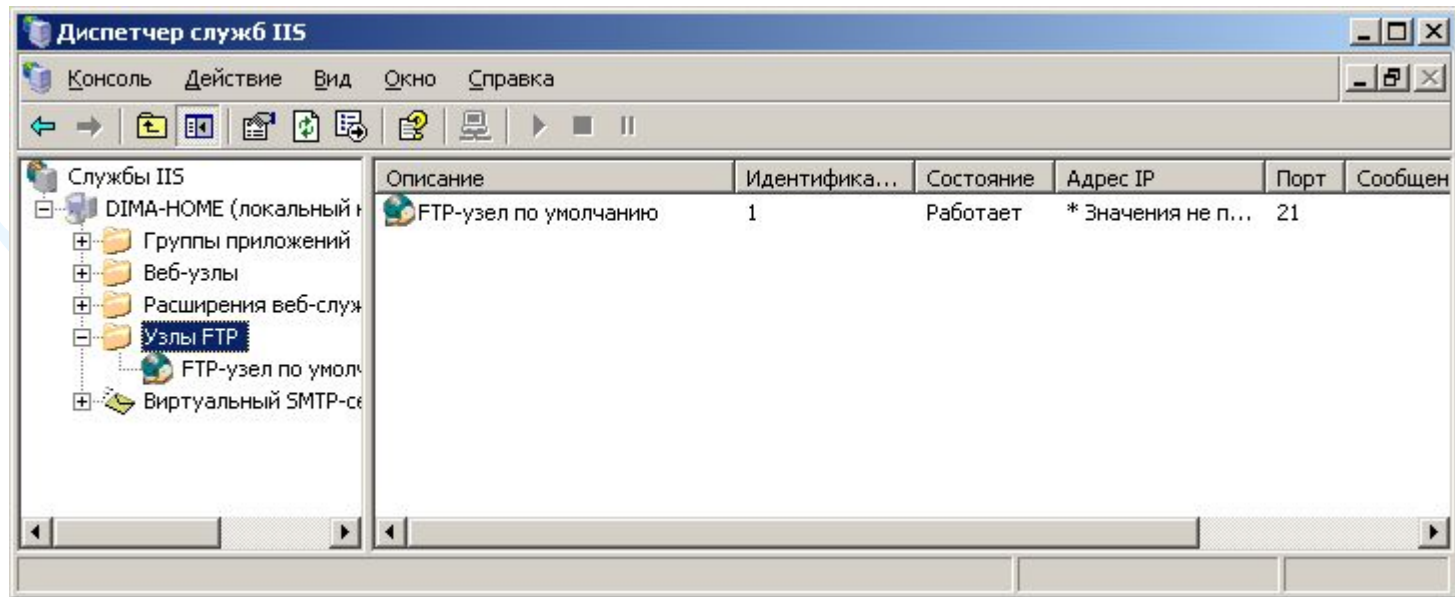 Диспетчер служб IIS
Консоль Действие Вид Окно Справка
Службы IIS
DIMA-HOME (локальный к
Группы приложений
Веб-узлы
Расширения веб-служ
Узлы FTP
FTP-узел по умолч
Виртуальный SMTP-се
Описание Идентифика... Состояние Адрес IP Порт Сообщен
FTP-узел по умолчанию 1 Работает * Значения не п... 21